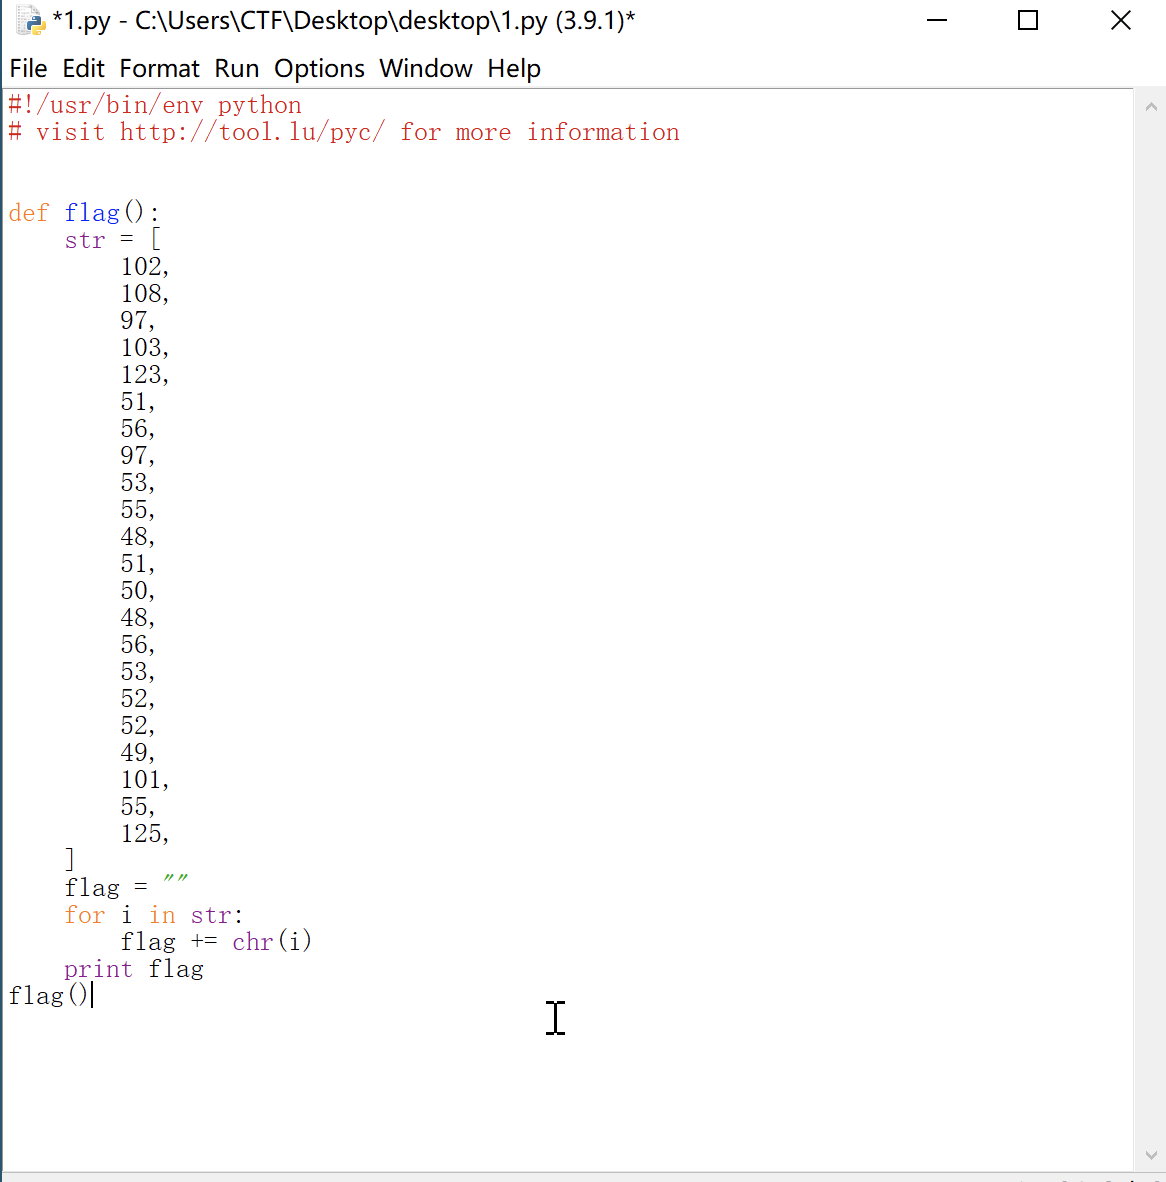 *1.py - C:\Users\CTF\Desktop\desktop\1.py (3.9.1)*
File Edit Format Run Options Window Help
#!/usr/bin/env python
# visit http://tool.lu/pyc/ for more information
def flag():
    str = [
        102,
        108,
        97,
        103,
        123,
        51,
        56,
        97,
        53,
        55,
        48,
        51,
        50,
        48,
        56,
        53,
        52,
        52,
        49,
        101,
        55,
        125,
    ]
    flag = ""
    for i in str:
        flag += chr(i)
    print flag
flag()